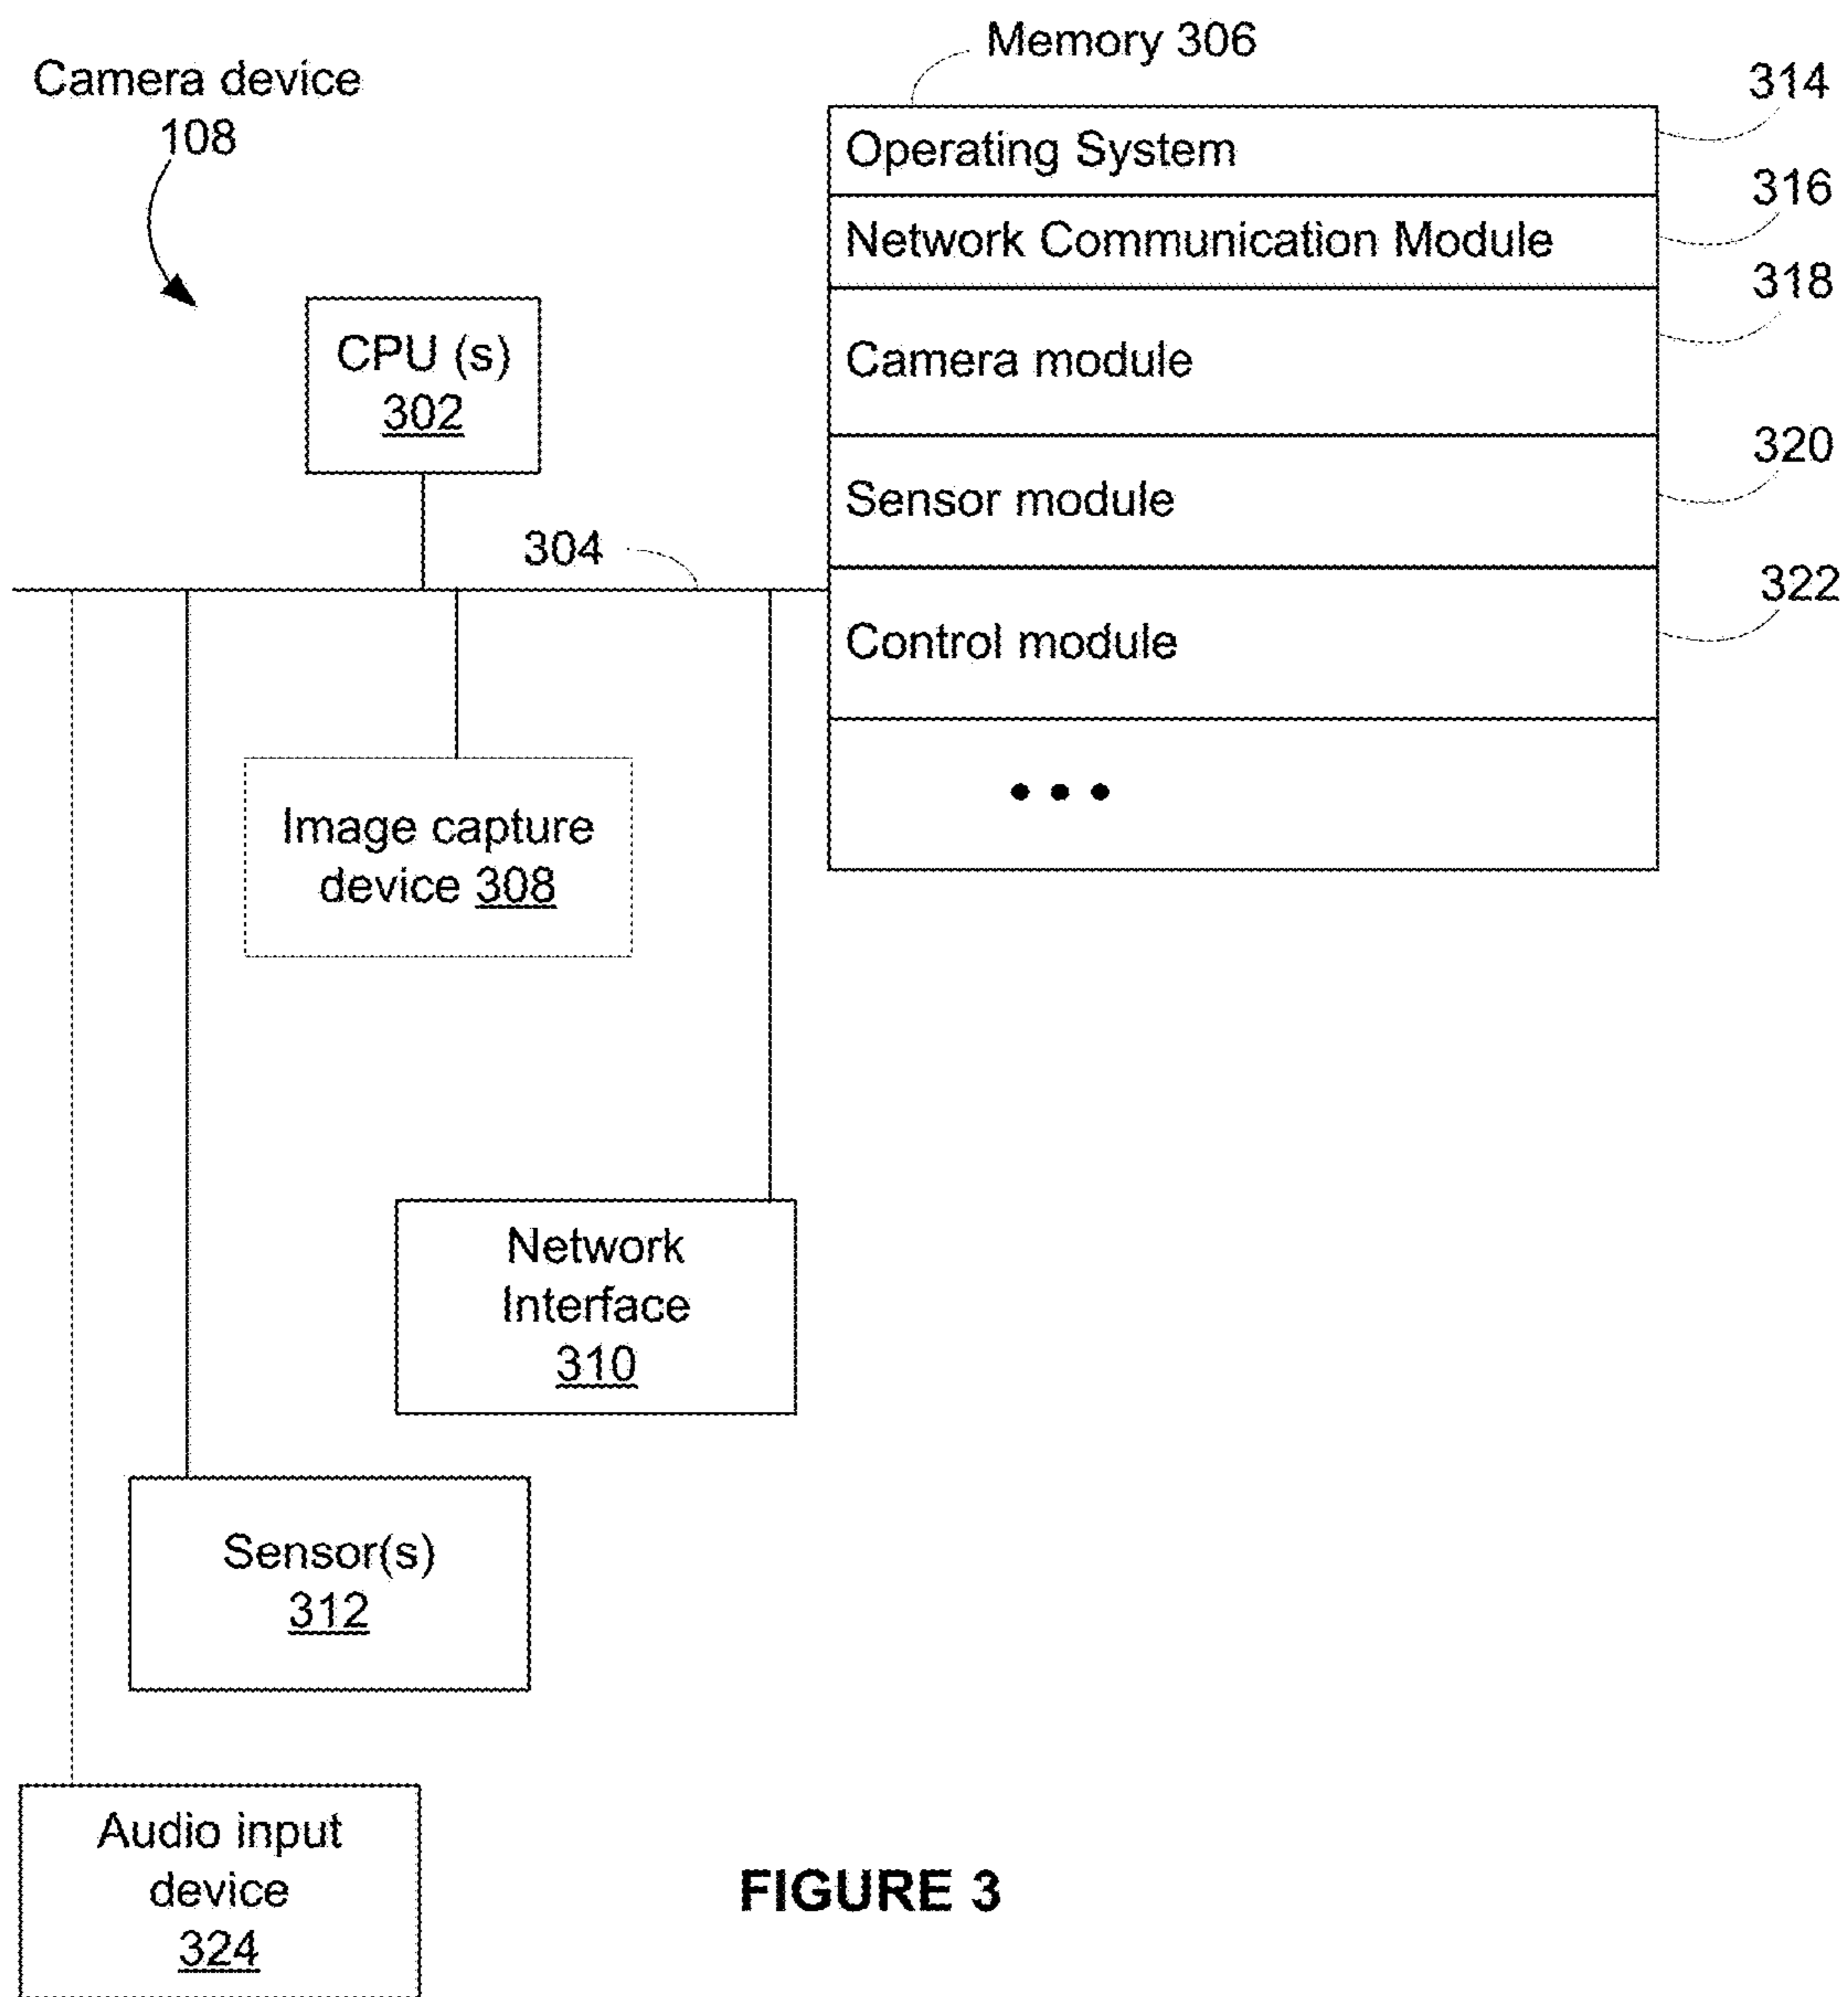 Camera device
108
Memory 306
314
Operating System
316
Network Communication Module
318
Camera module
320
Sensor module
322
Control module
• • •
CPU (s)
302
304
Image capture
device 308
Network
Interface
310
Sensor(s)
312
Audio input
device
324
FIGURE 3